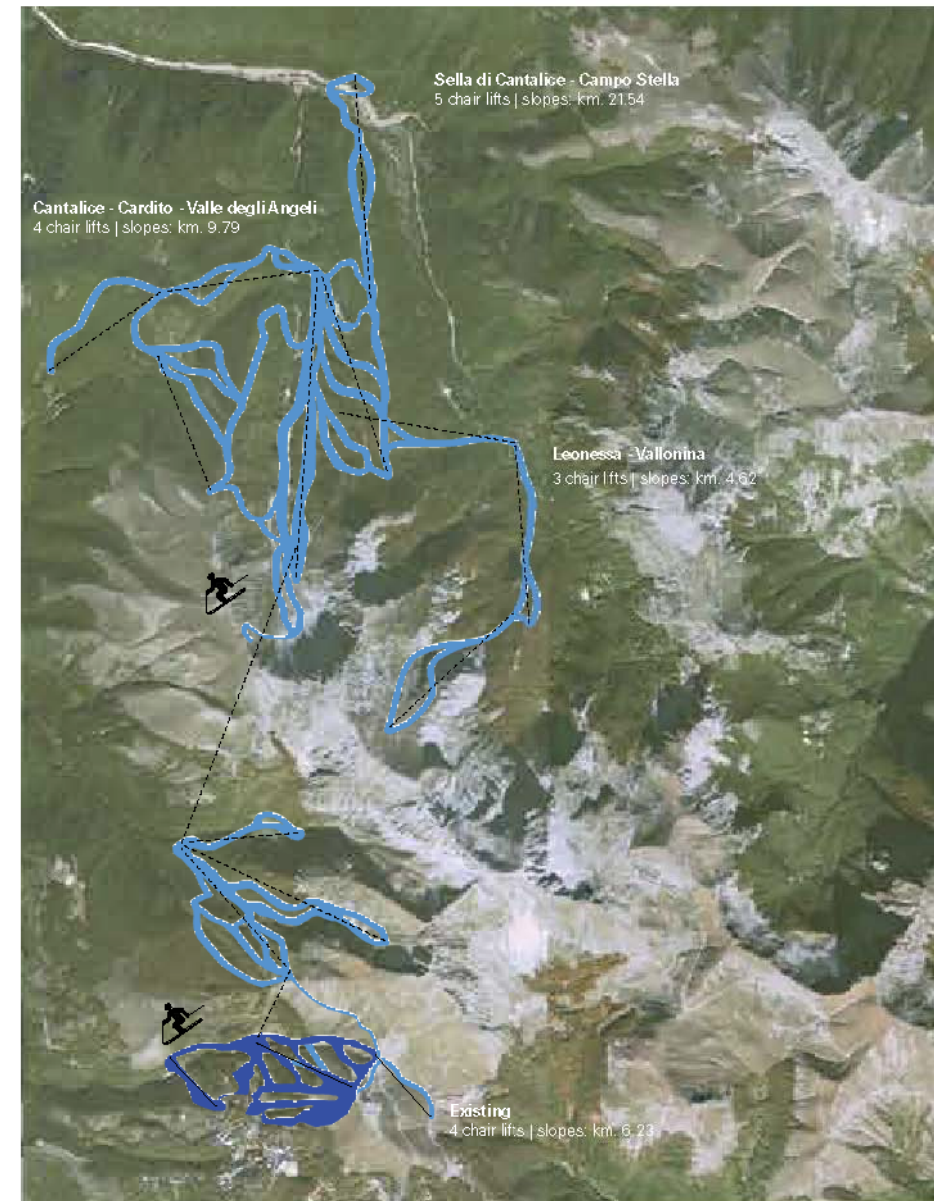 Sella di Cantalice - Campo Stella
5 chair lifts | slopes: km. 21.54
Cantalice - Cardito - Valle degli Angeli
4 chair lifts | slopes: km. 9.79
Leonessa - Vallonina
3 chair lifts | slopes: km. 4.62
Existing
4 chair lifts | slopes: km. 6.23